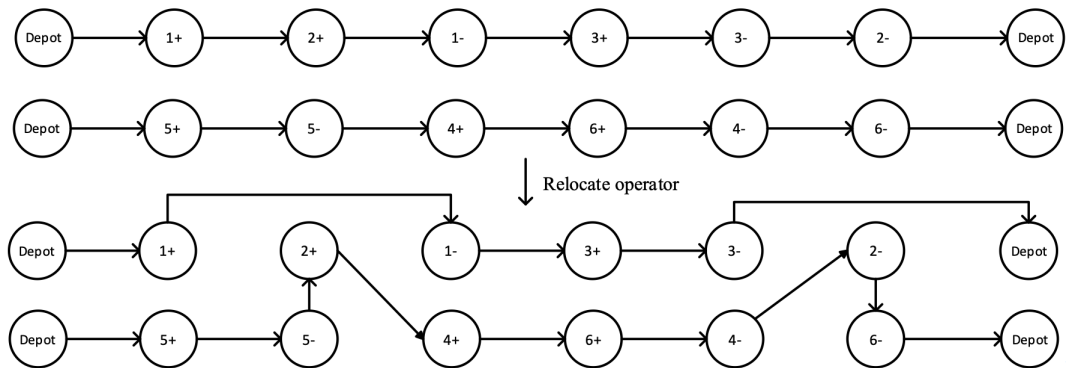 Depot 1+ 2+ 1- 3+ 3- 2- Depot
Depot 5+ 5- 4+ 6+ 4- 6- Depot
Relocate operator
Depot 1+ 2+ 1- 3+ 3- 2- Depot
Depot 5+ 5- 4+ 6+ 4- 6- Depot